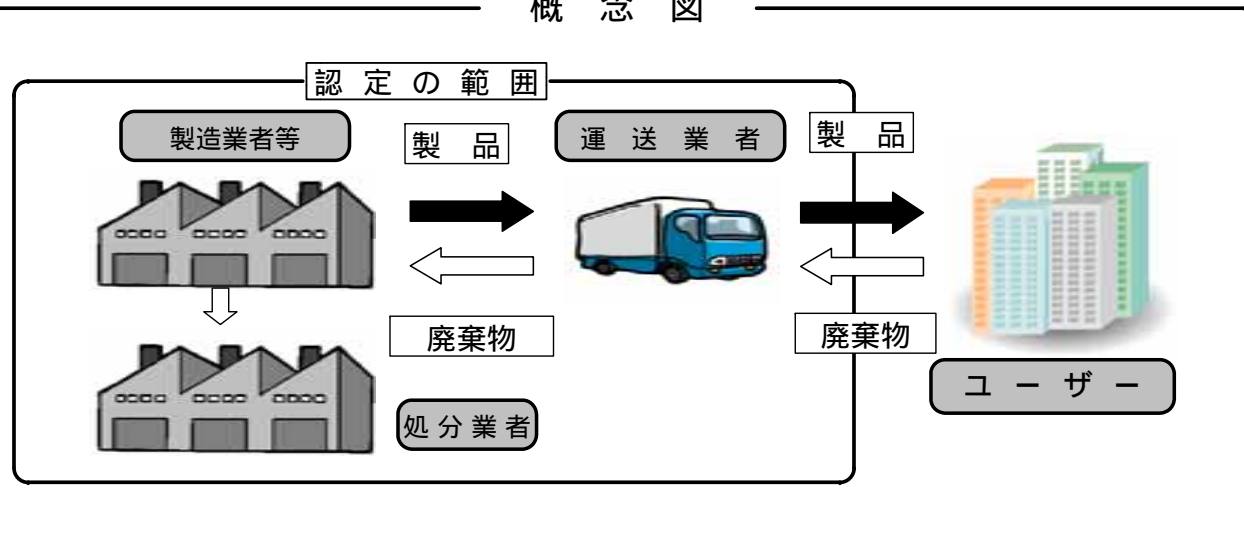 概念図
認定の範囲
製造業者等
製品
運送業者
製品
廃棄物
廃棄物
処分業者
ユーザー